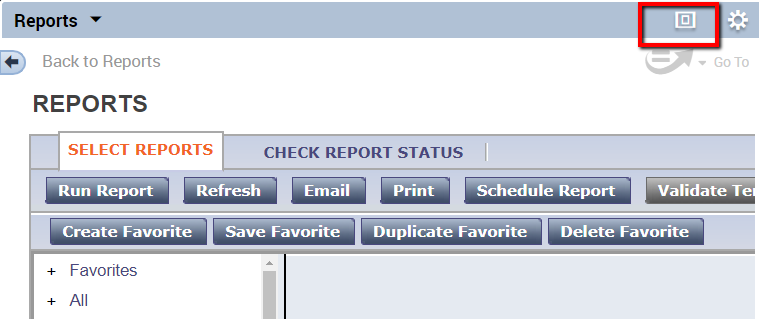 Reports
Back to Reports
Go To
REPORTS
SELECT REPORTS CHECK REPORT STATUS
Run Report Refresh Email Print Schedule Report Validate
Create Favorite Save Favorite Duplicate Favorite Delete Favorite
+ Favorites
+ All